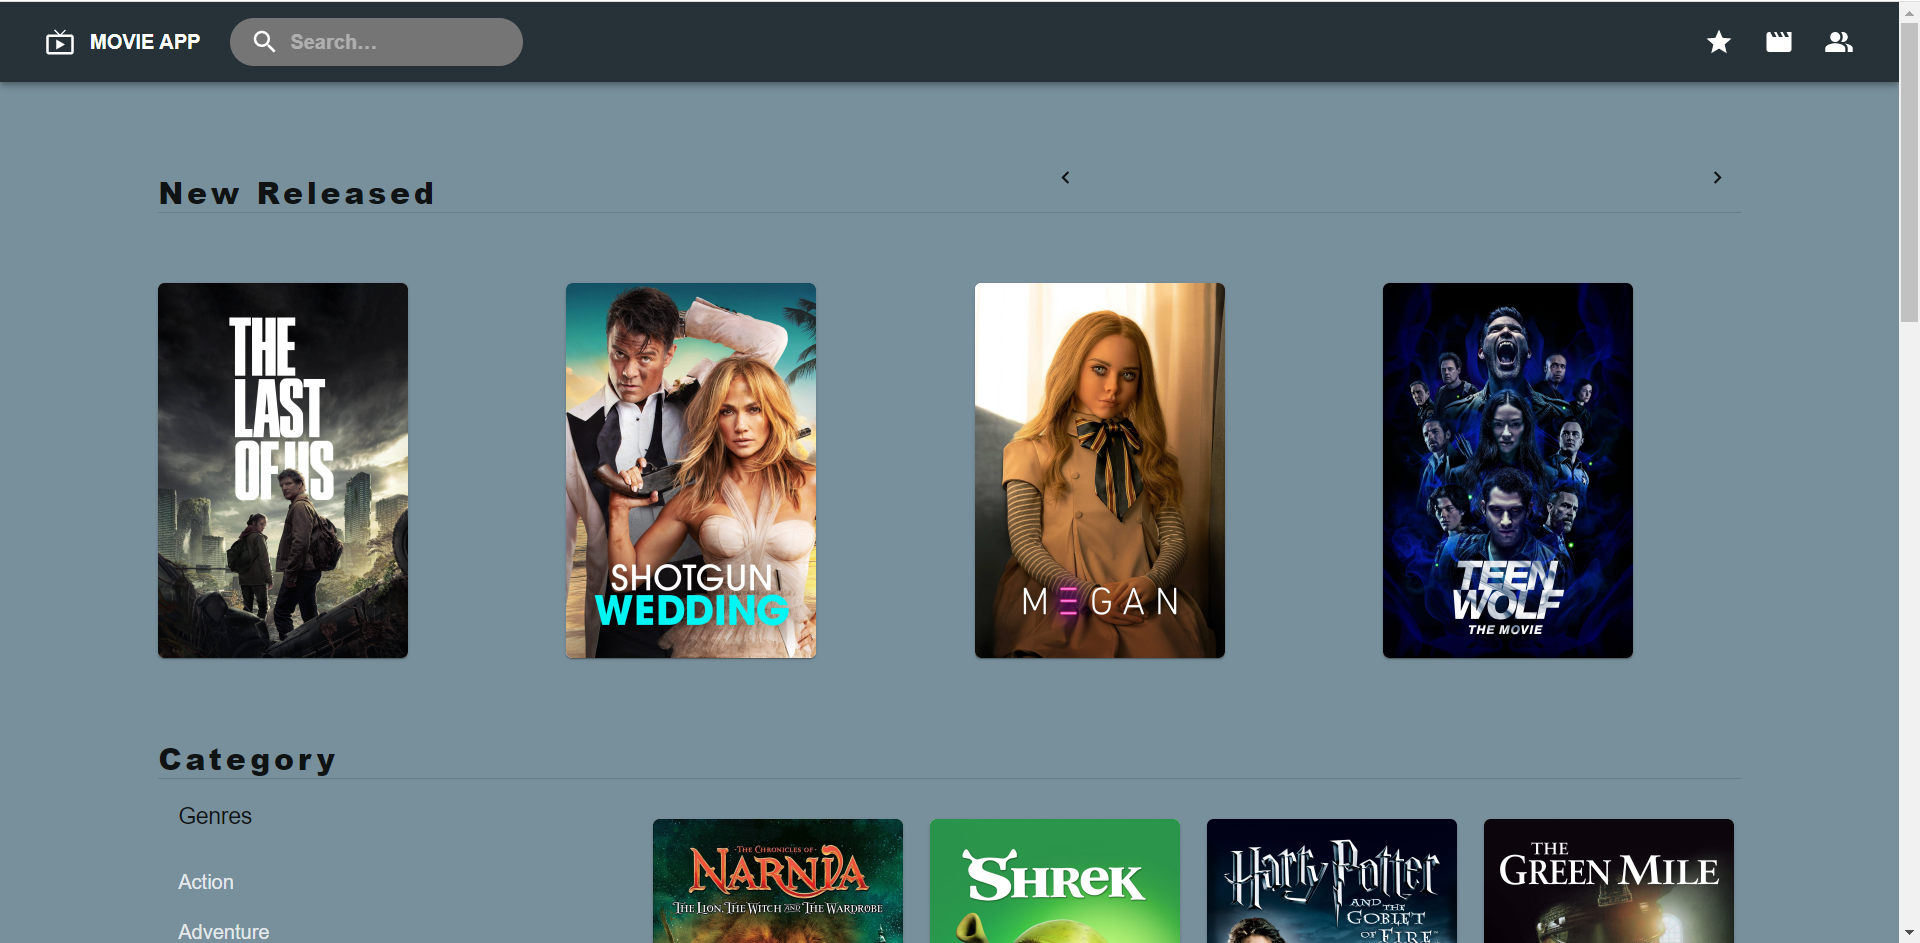 MOVIE APP
Search...
New Released
THE
LAST
OF US
SHOTGUN
WEDDING
M Ǝ G A N
TEEN
WOLF
THE MOVIE
Category
Genres
Action
Adventure
THE CHRONICLES OF
NARNIA
THE LION, THE WITCH AND THE WARDROBE
SHREK
HARRY POTTER
AND THE
GOBLET
OF FIRE
THE
GREEN MILE